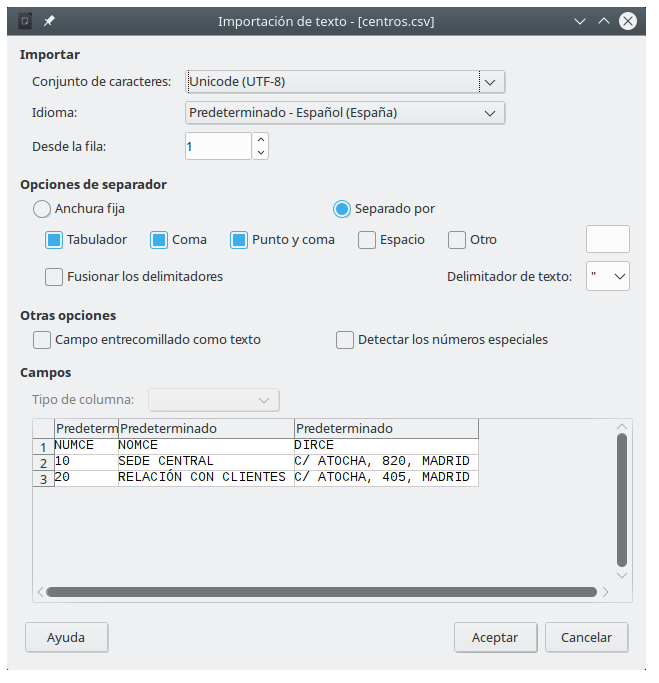 Importación de texto - [centros.csv]
Importar
Conjunto de caracteres: Unicode (UTF-8)
Idioma: Predeterminado - Español (España)
Desde la fila: 1
Opciones de separador
Anchura fija Separado por
Tabulador Coma Punto y coma Espacio Otro
Fusionar los delimitadores Delimitador de texto: "
Otras opciones
Campo entrecomillado como texto Detectar los números especiales
Campos
Tipo de columna:
Predeterm Predeterminado Predeterminado
1 NUMCE NOMCE DIRCE
2 10 SEDE CENTRAL C/ ATOCHA, 820, MADRID
3 20 RELACIÓN CON CLIENTES C/ ATOCHA, 405, MADRID
Ayuda Aceptar Cancelar